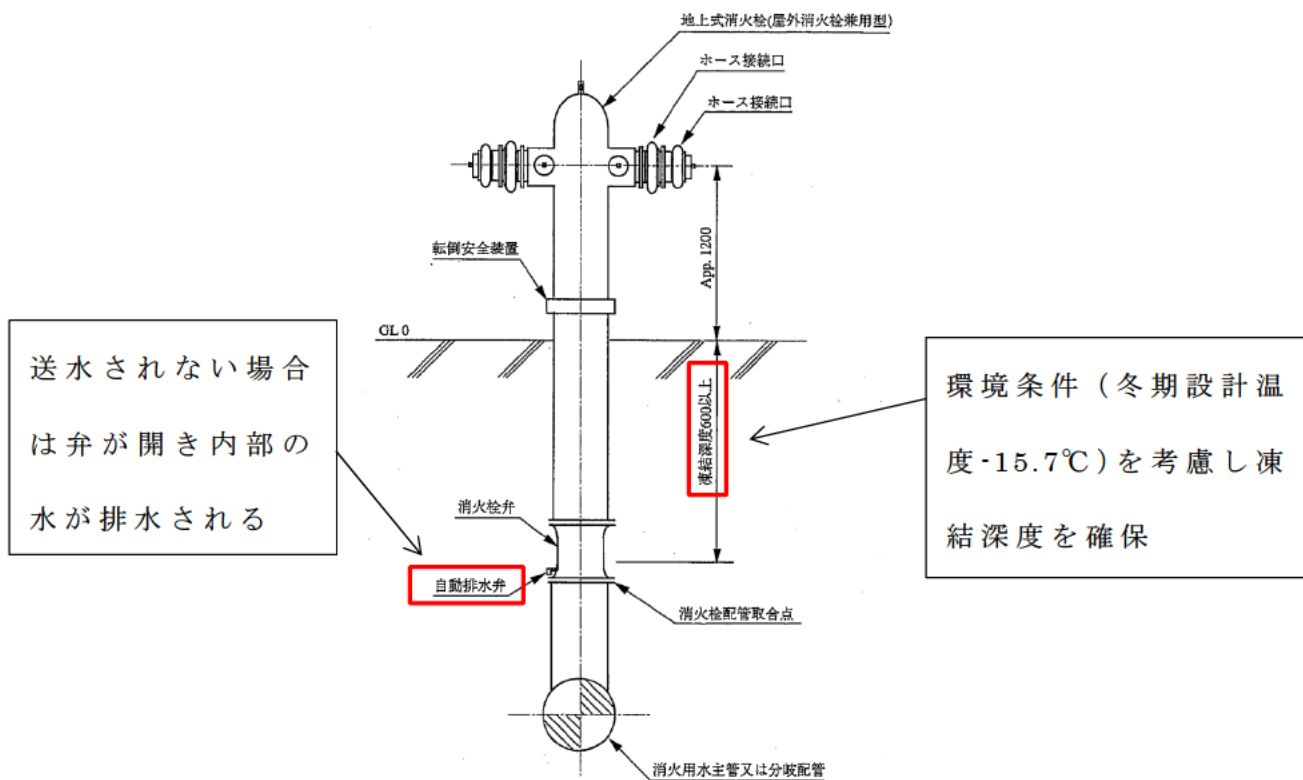 地上式消火栓(屋外消火栓兼用型)
ホース接続口
ホース接続口
App. 1200
転倒安全装置
GL 0
送水されない場合
は弁が開き内部の
水が排水される
凍結深度600以上
環境条件（冬期設計温
度-15.7℃）を考慮し凍
結深度を確保
消火栓弁
自動排水弁
消火栓配管取合点
消火用水主管又は分岐配管